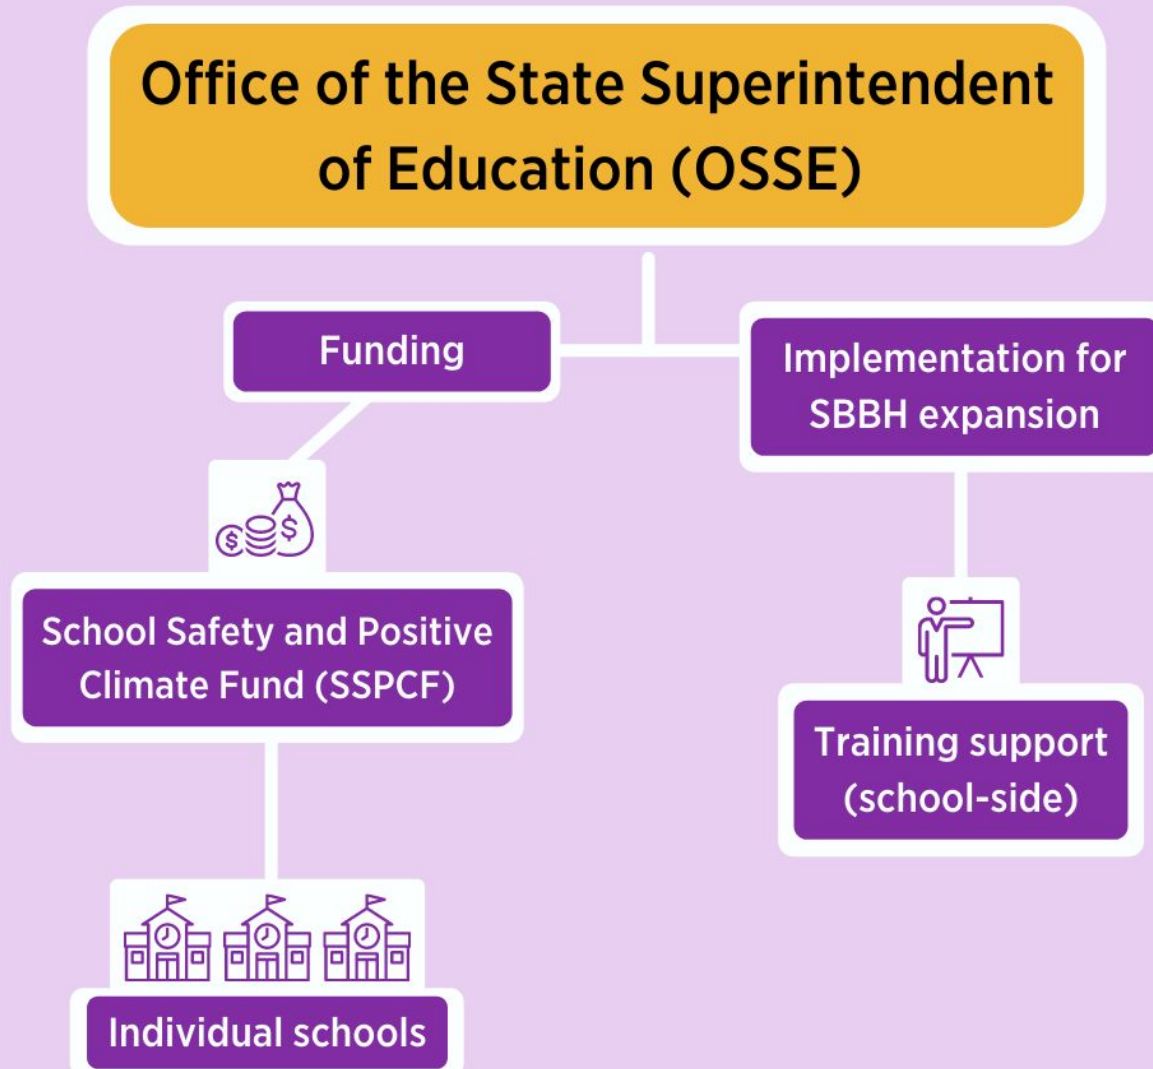 Office of the State Superintendent
of Education (OSSE)
Funding
Implementation for
SBBH expansion
$
$
School Safety and Positive
Climate Fund (SSPCF)
Training support
(school-side)
Individual schools